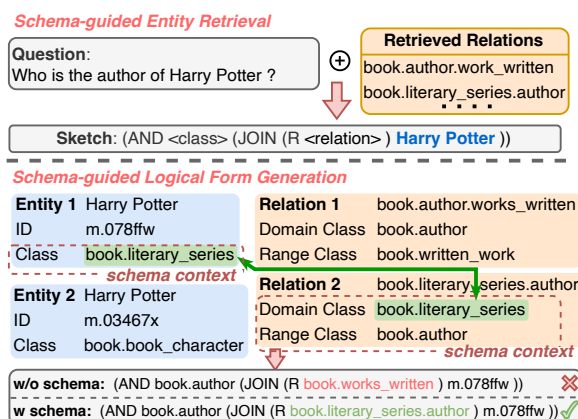 Schema-guided Entity Retrieval
Question:
Who is the author of Harry Potter ?
Retrieved Relations
book.author.work_written
book.literary_series.author
. . . .
Sketch: (AND <class> (JOIN (R <relation> ) Harry Potter ))
Schema-guided Logical Form Generation
Entity 1 Harry Potter
ID m.078ffw
Class book.literary_series
schema context
Entity 2 Harry Potter
ID m.03467x
Class book.book_character
Relation 1 book.author.works_written
Domain Class book.author
Range Class book.written_work
Relation 2 book.literary_series.author
Domain Class book.literary_series
Range Class book.author
schema context
w/o schema: (AND book.author (JOIN (R book.works_written ) m.078ffw ))
w schema: (AND book.author (JOIN (R book.literary_series.author ) m.078ffw ))